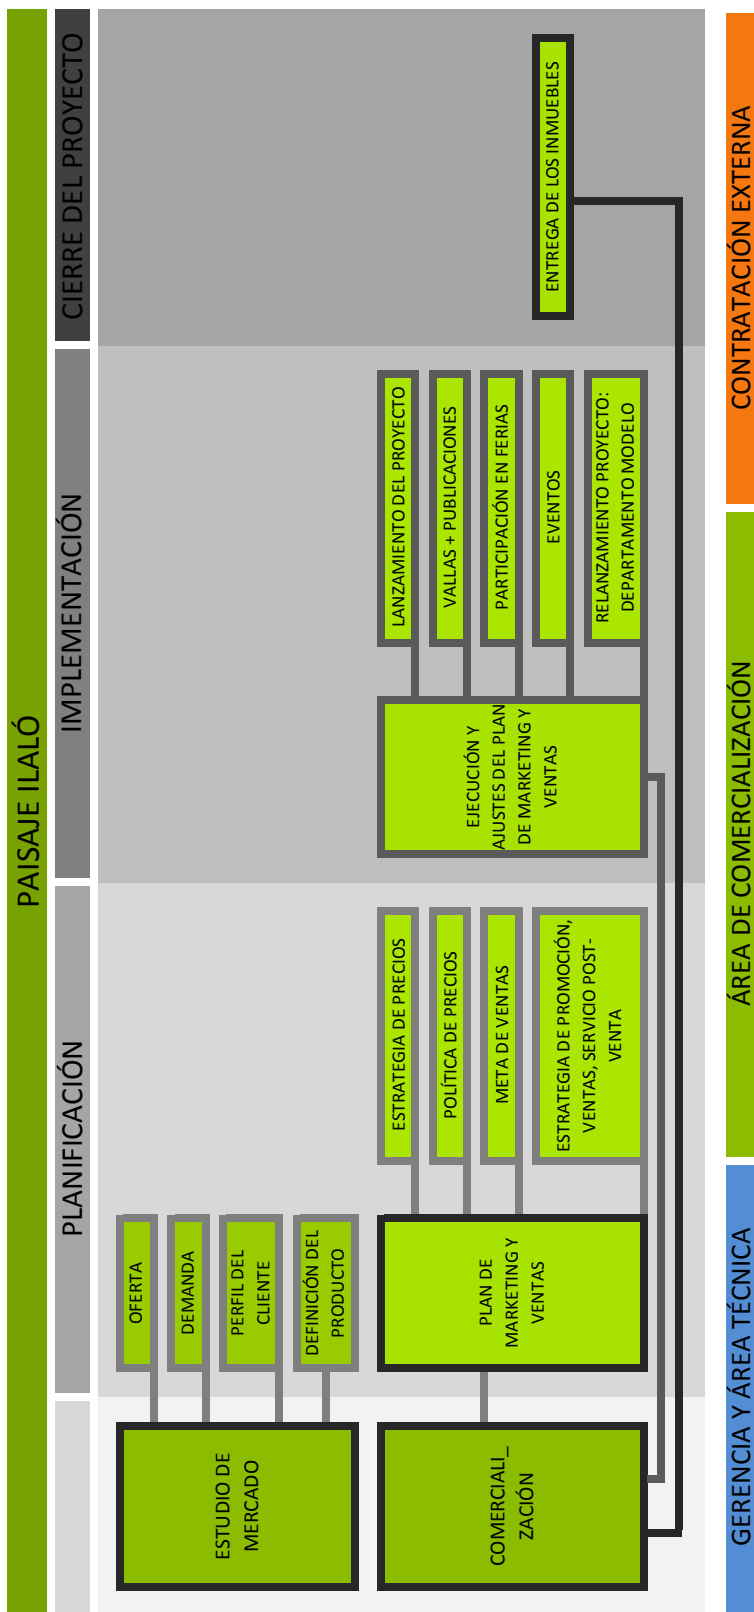 PAISAJE ILALÓ
PLANIFICACIÓN
IMPLEMENTACIÓN
CIERRE DEL PROYECTO
ESTUDIO DE
MERCADO
OFERTA
DEMANDA
PERFIL DEL
CLIENTE
DEFINICIÓN DEL
PRODUCTO
COMERCIALI_
ZACIÓN
PLAN DE
MARKETING Y
VENTAS
ESTRATEGIA DE PRECIOS
POLÍTICA DE PRECIOS
META DE VENTAS
ESTRATEGIA DE PROMOCIÓN,
VENTAS, SERVICIO POST-
VENTA
EJECUCIÓN Y
AJUSTES DEL PLAN
DE MARKETING Y
VENTAS
LANZAMIENTO DEL PROYECTO
VALLAS + PUBLICACIONES
PARTICIPACIÓN EN FERIAS
EVENTOS
RELANZAMIENTO PROYECTO:
DEPARTAMENTO MODELO
ENTREGA DE LOS INMUEBLES
GERENCIA Y ÁREA TÉCNICA
ÁREA DE COMERCIALIZACIÓN
CONTRATACIÓN EXTERNA